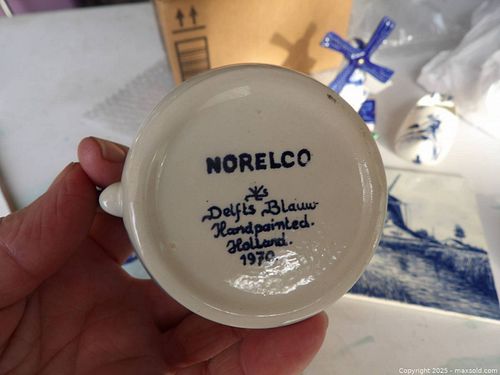 NORELCO
Delfts Blauw
Handpainted.
Holland.
1970
Copyright 2025 - maxsold.com